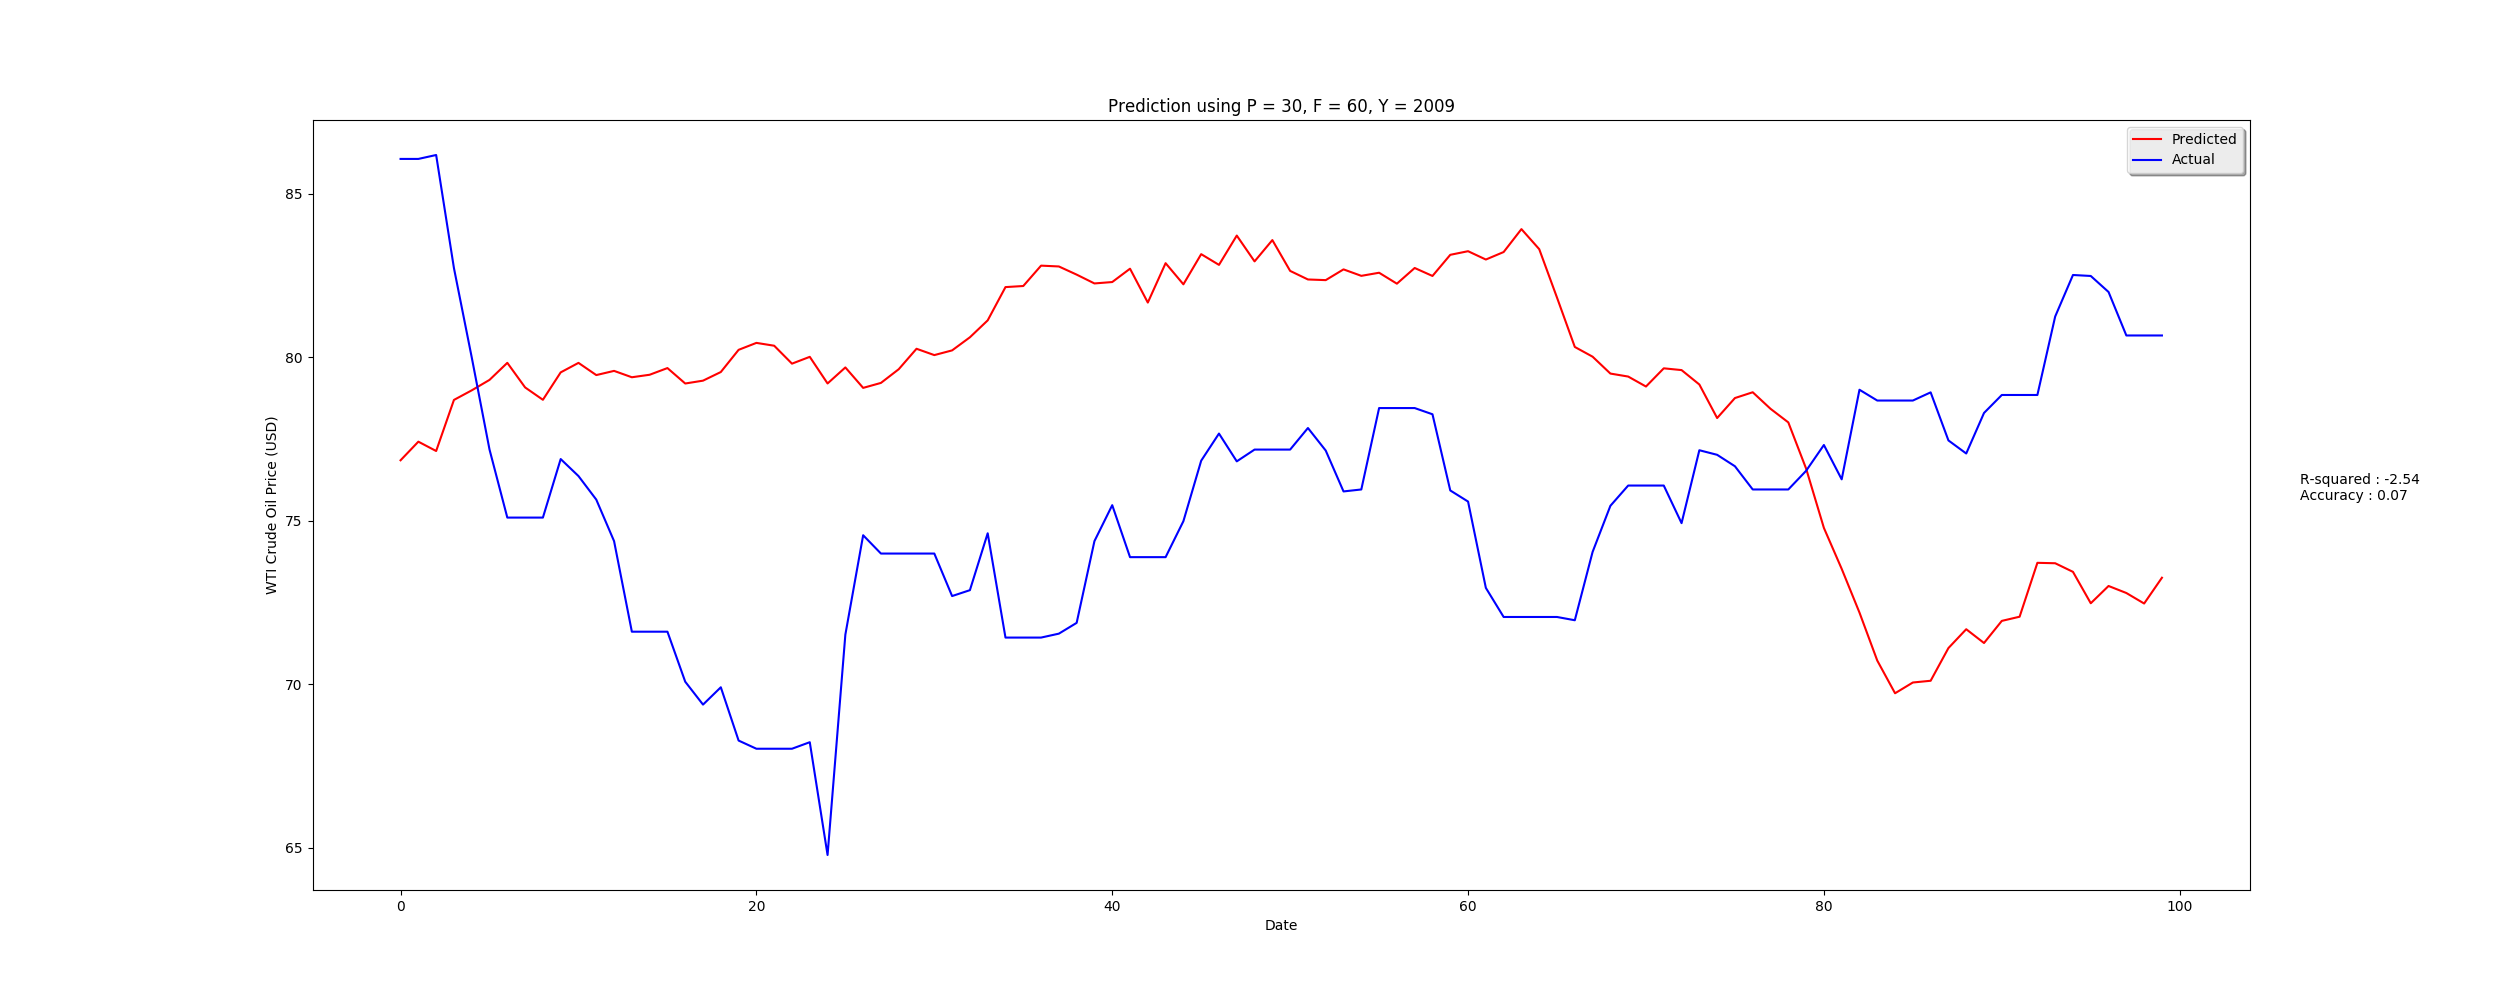 Prediction using P = 30, F = 60, Y = 2009
Predicted
Actual
85
80
75
70
65
WTI Crude Oil Price (USD)
0
20
40
60
80
100
Date
R-squared : -2.54
Accuracy : 0.07